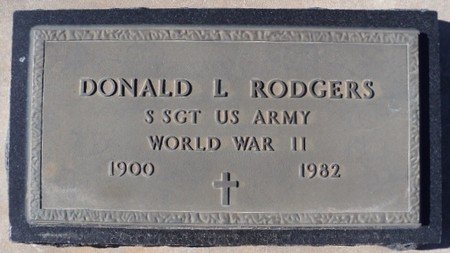 DONALD L RODGERS
S SGT US ARMY
WORLD WAR II
1900 1982